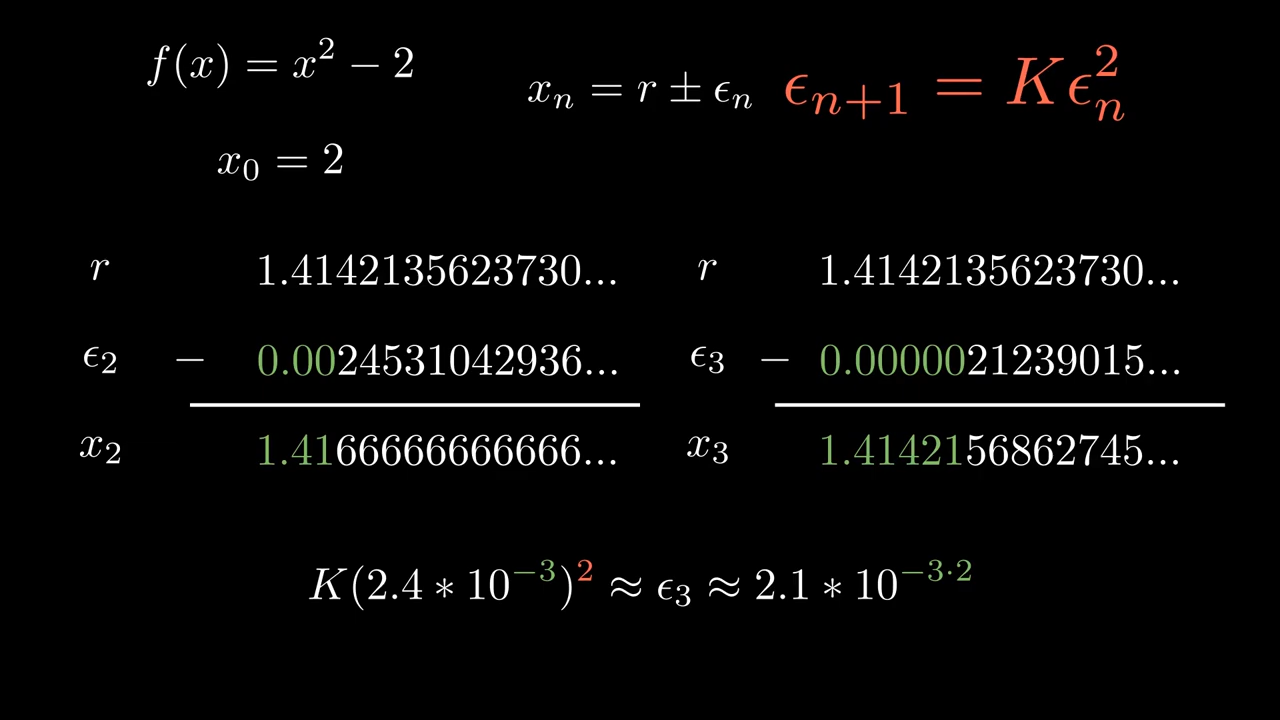 f(x) = x² − 2
xₙ = r ± ϵₙ
ϵₙ₊₁ = Kϵₙ²
x₀ = 2
r 1.4142135623730... r 1.4142135623730...
ϵ₂ − 0.0024531042936... ϵ₃ − 0.0000021239015...
x₂ 1.4166666666666... x₃ 1.4142156862745...
K(2.4 * 10⁻³)² ≈ ϵ₃ ≈ 2.1 * 10⁻³·²